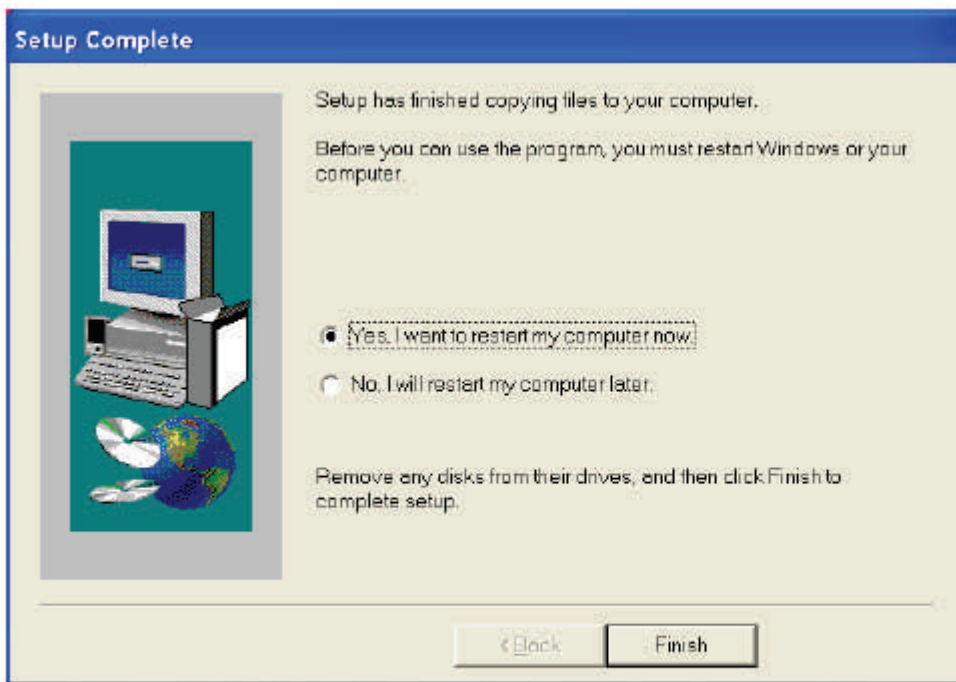 Setup Complete
Setup has finished copying files to your computer.
Before you can use the program, you must restart Windows or your
computer.
Yes, I want to restart my computer now.
No, I will restart my computer later.
Remove any disks from their drives, and then click Finish to
complete setup.
< Back
Finish